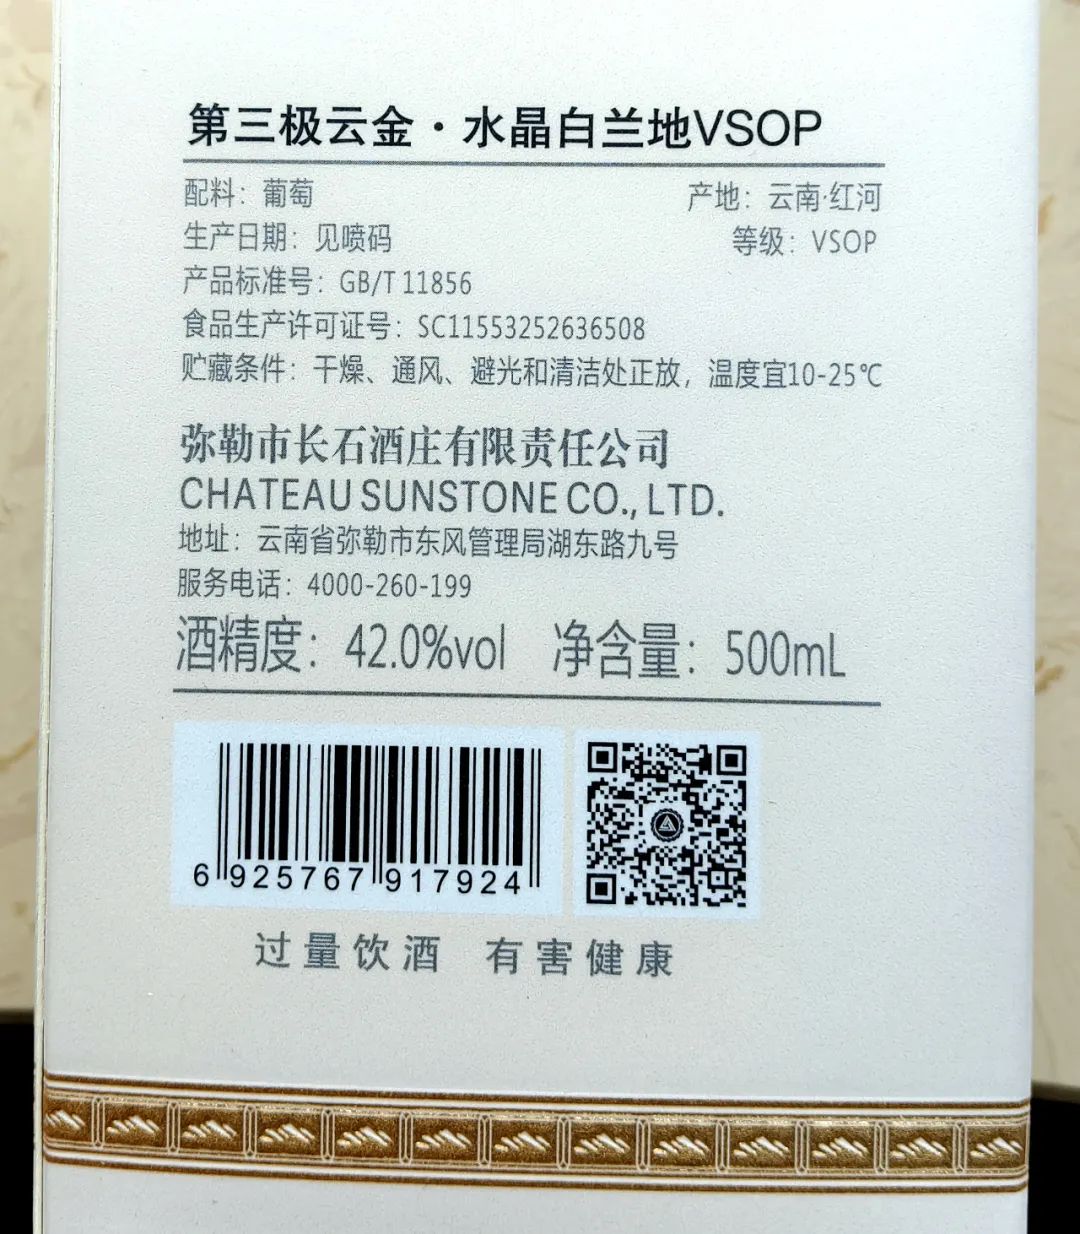 第三极云金·水晶白兰地VSOP
配料：葡萄
产地：云南·红河
生产日期：见喷码
等级：VSOP
产品标准号：GB/T 11856
食品生产许可证号：SC11553252636508
贮藏条件：干燥、通风、避光和清洁处正放，温度宜10-25℃
弥勒市长石酒庄有限责任公司
CHATEAU SUNSTONE CO., LTD.
地址：云南省弥勒市东风管理局湖东路九号
服务电话：4000-260-199
酒精度：42.0%vol 净含量：500mL
6 925767 917924
过量饮酒 有害健康